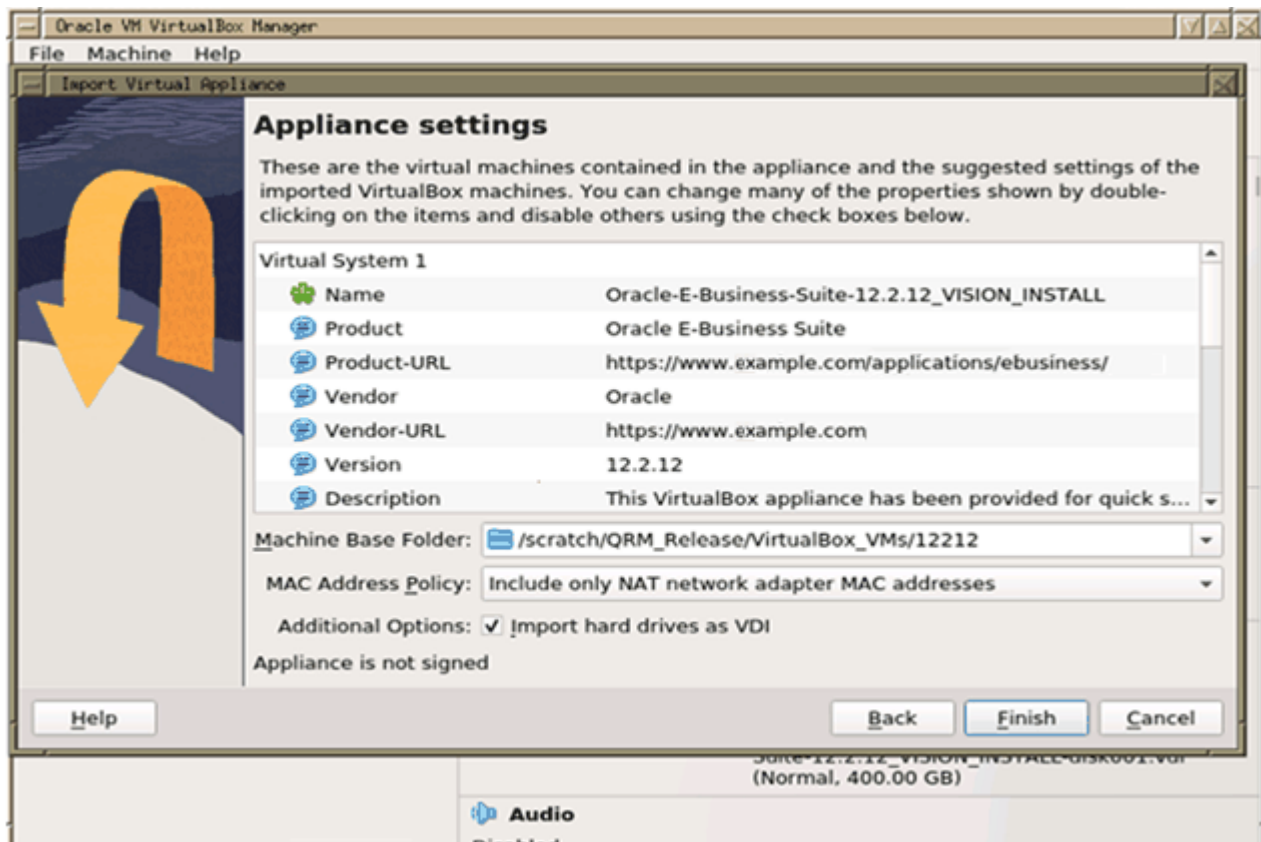 Oracle VM VirtualBox Manager
File Machine Help
Import Virtual Appliance
Appliance settings
These are the virtual machines contained in the appliance and the suggested settings of the
imported VirtualBox machines. You can change many of the properties shown by double-
clicking on the items and disable others using the check boxes below.
Virtual System 1
Name Oracle-E-Business-Suite-12.2.12_VISION_INSTALL
Product Oracle E-Business Suite
Product-URL https://www.example.com/applications/ebusiness/
Vendor Oracle
Vendor-URL https://www.example.com
Version 12.2.12
Description This VirtualBox appliance has been provided for quick s...
Machine Base Folder: /scratch/QRM_Release/VirtualBox_VMs/12212
MAC Address Policy: Include only NAT network adapter MAC addresses
Additional Options: Import hard drives as VDI
Appliance is not signed
Help Back Finish Cancel
Suite-12.2.12_VISION_INSTALL-disk001.vdi
(Normal, 400.00 GB)
Audio